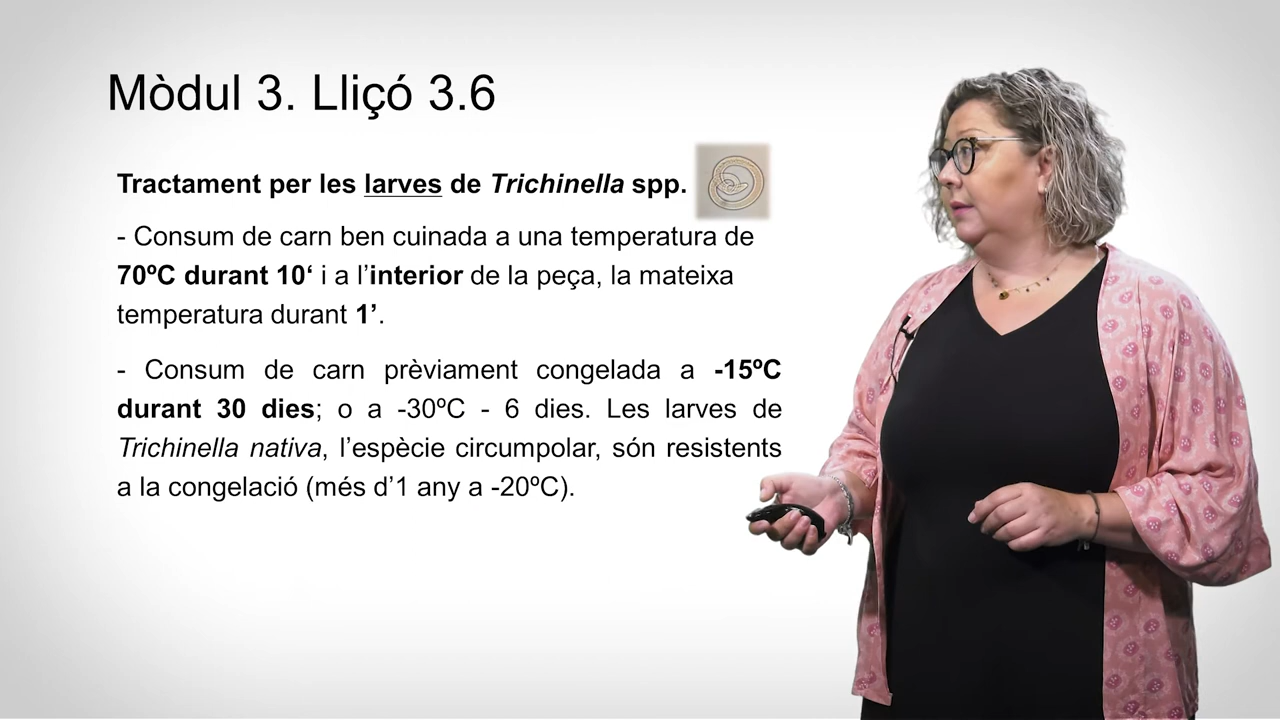 Mòdul 3. Lliçó 3.6
Tractament per les larves de Trichinella spp.
- Consum de carn ben cuinada a una temperatura de
70ºC durant 10‘ i a l’interior de la peça, la mateixa
temperatura durant 1’.
- Consum de carn prèviament congelada a -15ºC
durant 30 dies; o a -30ºC - 6 dies. Les larves de
Trichinella nativa, l’espècie circumpolar, són resistents
a la congelació (més d’1 any a -20ºC).